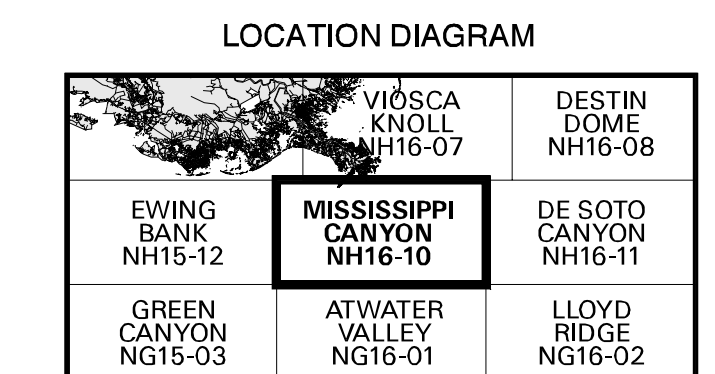 LOCATION DIAGRAM
VIOSCA
KNOLL
NH16-07
DESTIN
DOME
NH16-08
EWING
BANK
NH15-12
MISSISSIPPI
CANYON
NH16-10
DE SOTO
CANYON
NH16-11
GREEN
CANYON
NG15-03
ATWATER
VALLEY
NG16-01
LLOYD
RIDGE
NG16-02